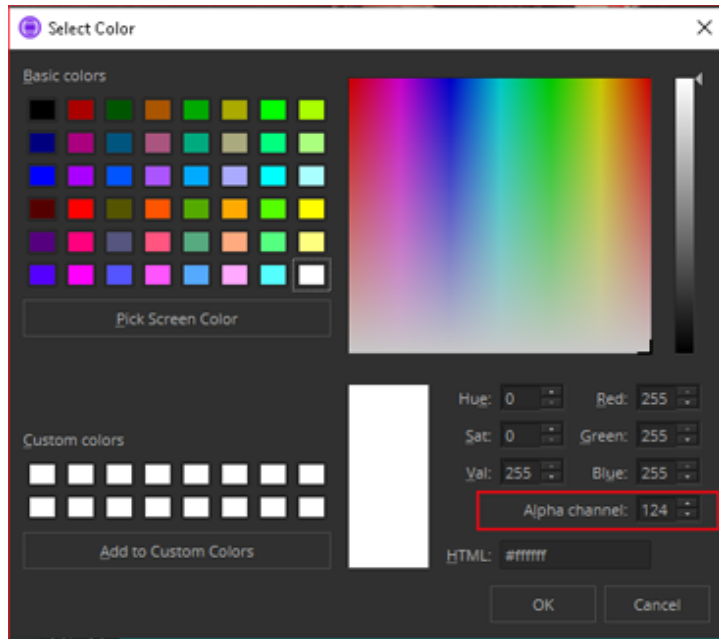 Select Color
Basic colors
Pick Screen Color
Custom colors
Add to Custom Colors
Hue: 0 Red: 255
Sat: 0 Green: 255
Val: 255 Blue: 255
Alpha channel: 124
HTML: #ffffff
OK Cancel